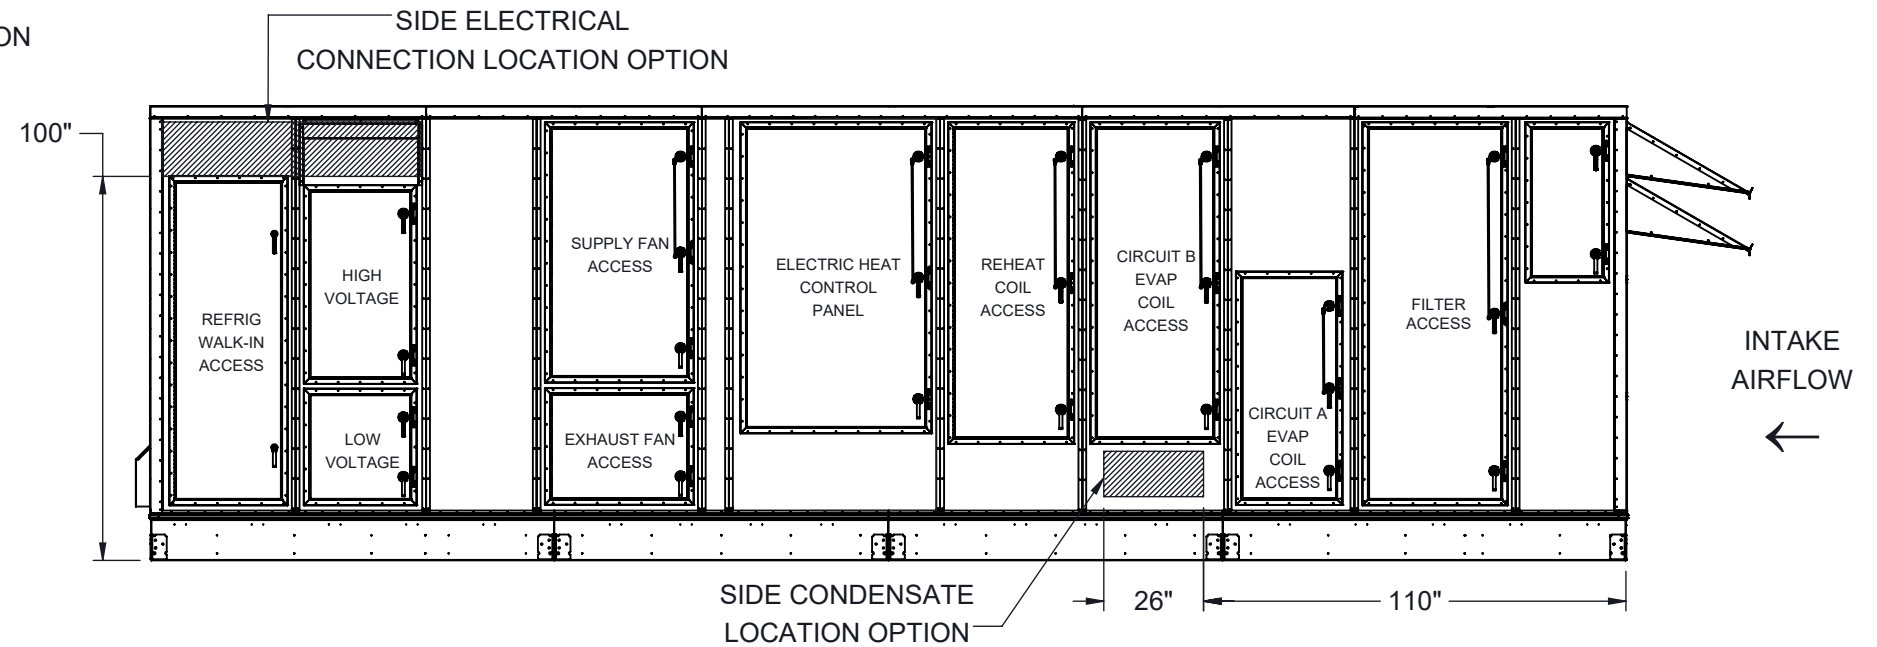 SIDE ELECTRICAL
CONNECTION LOCATION OPTION
ON
100"
HIGH
VOLTAGE
REFRIG
WALK-IN
ACCESS
LOW
VOLTAGE
SUPPLY FAN
ACCESS
EXHAUST FAN
ACCESS
ELECTRIC HEAT
CONTROL
PANEL
REHEAT
COIL
ACCESS
CIRCUIT B
EVAP
COIL
ACCESS
CIRCUIT A
EVAP
COIL
ACCESS
FILTER
ACCESS
INTAKE
AIRFLOW
←
SIDE CONDENSATE
LOCATION OPTION
26"
110"